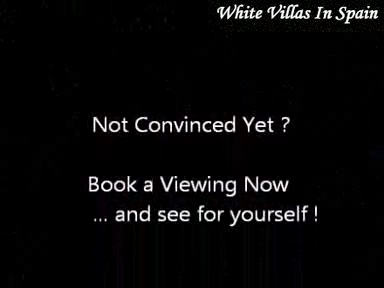 White Villas In Spain
Not Convinced Yet ?
Book a Viewing Now
... and see for yourself !